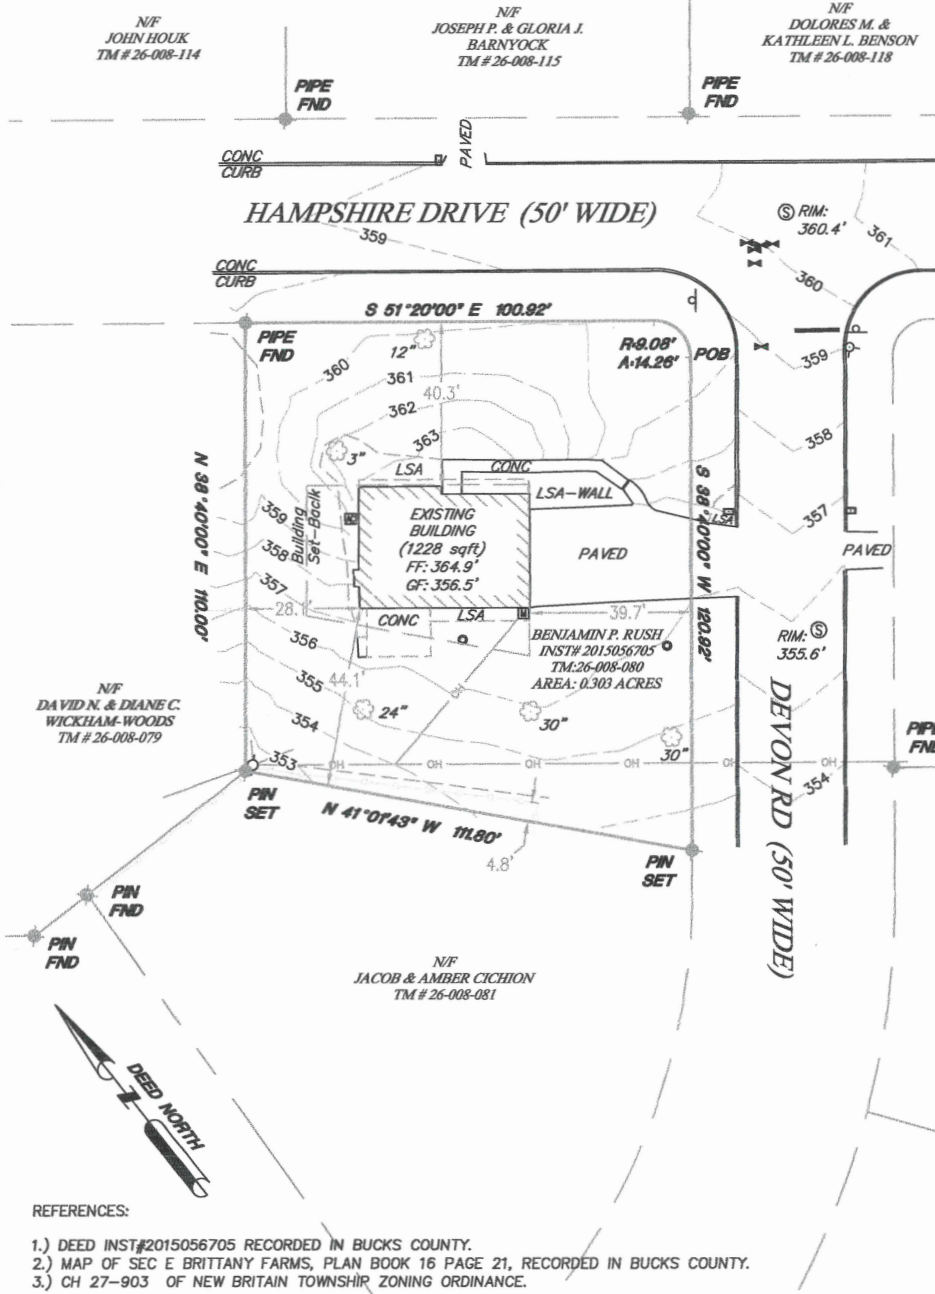 N/F
JOHN HOUK
TM # 26-008-114
N/F
JOSEPH P. & GLORIA J.
BARNYOCK
TM # 26-008-115
N/F
DOLORES M. &
KATHLEEN L. BENSON
TM # 26-008-118
PIPE
FND
PIPE
FND
CONC
CURB
PAVED
HAMPSHIRE DRIVE (50' WIDE)
359
S RIM:
360.4'
361
360
CONC
CURB
S 51°20'00" E 100.92'
PIPE
FND
12"
R=9.08'
A=14.26'
POB
359
360
361
362
363
40.3'
358
3"
LSA
CONC
LSA-WALL
LSA
357
N 38°40'00" E 110.00'
S 38°40'00" W 120.92'
359
358
357
Building
Set-Back
EXISTING
BUILDING
(1228 sqft)
FF: 364.9'
GF: 356.5'
PAVED
PAVED
28.1'
CONC
LSA
M
39.7'
356
355
354
353
44.1'
BENJAMIN P. RUSH
INST# 2015056705
TM:26-008-080
AREA: 0.303 ACRES
RIM: S
355.6'
N/F
DAVID N. & DIANE C.
WICKHAM-WOODS
TM # 26-008-079
24"
30"
30"
OH
OH
OH
OH
OH
OH
OH
354
DEVON RD (50' WIDE)
PIPE
FND
PIN
SET
N 41°01'43" W 111.80'
4.8'
PIN
SET
PIN
FND
PIN
FND
N/F
JACOB & AMBER CICHION
TM # 26-008-081
DEED NORTH
N
REFERENCES:
1.) DEED INST#2015056705 RECORDED IN BUCKS COUNTY.
2.) MAP OF SEC E BRITTANY FARMS, PLAN BOOK 16 PAGE 21, RECORDED IN BUCKS COUNTY.
3.) CH 27-903 OF NEW BRITAIN TOWNSHIP ZONING ORDINANCE.